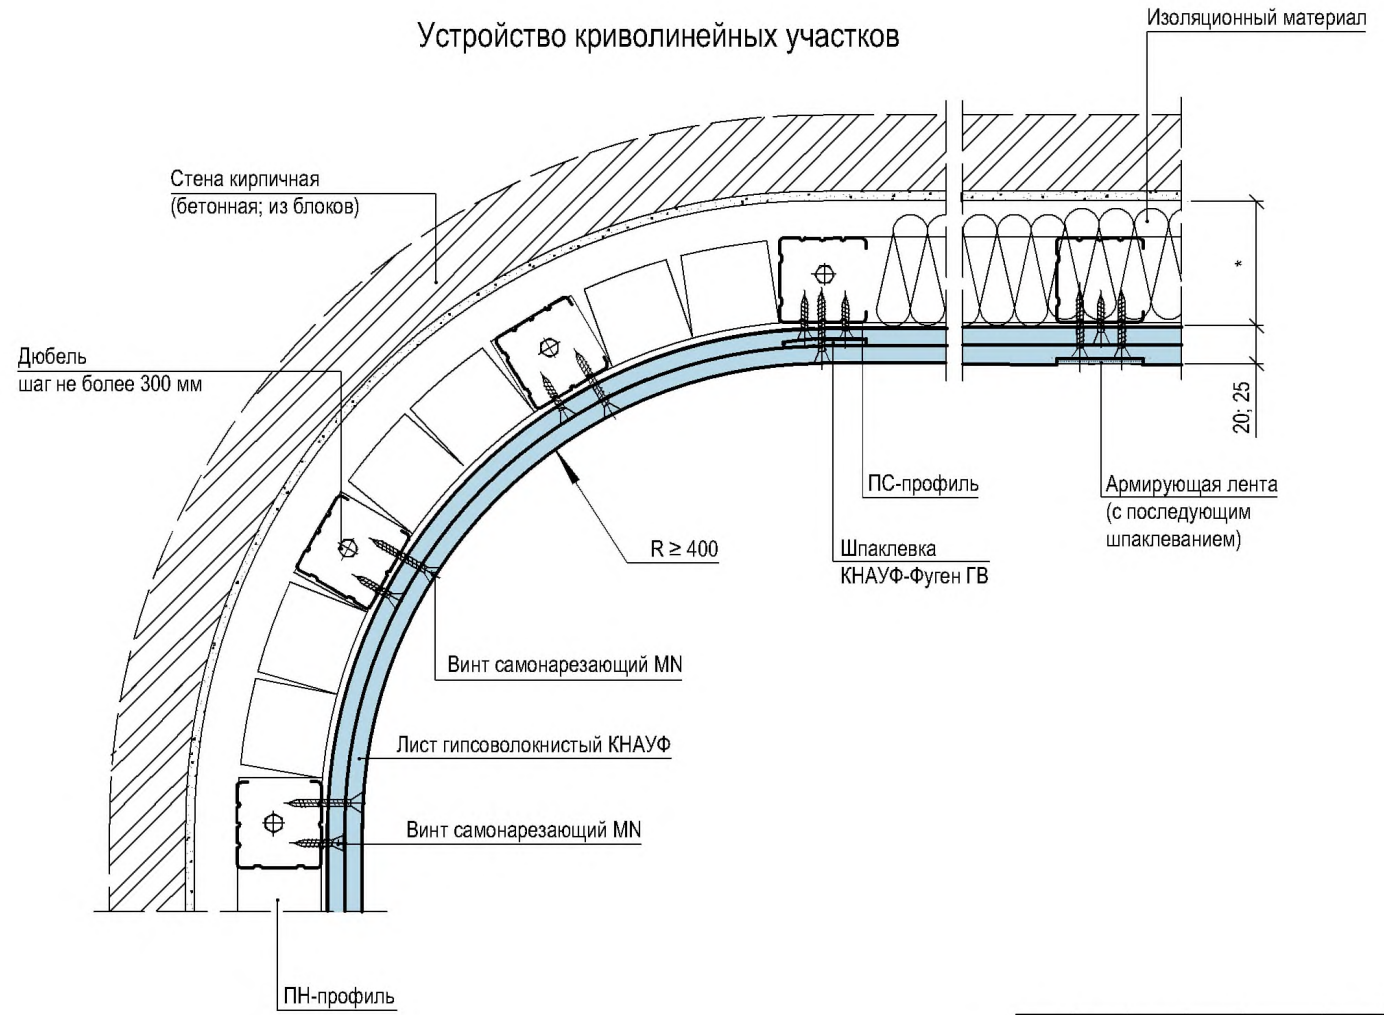 Устройство криволинейных участков
Изоляционный материал
Стена кирпичная
(бетонная; из блоков)
Дюбель
шаг не более 300 мм
*
20; 25
ПС-профиль
Армирующая лента
(с последующим
шпаклеванием)
R ≥ 400
Шпаклевка
КНАУФ-Фуген ГВ
Винт самонарезающий MN
Лист гипсоволокнистый КНАУФ
Винт самонарезающий MN
ПН-профиль